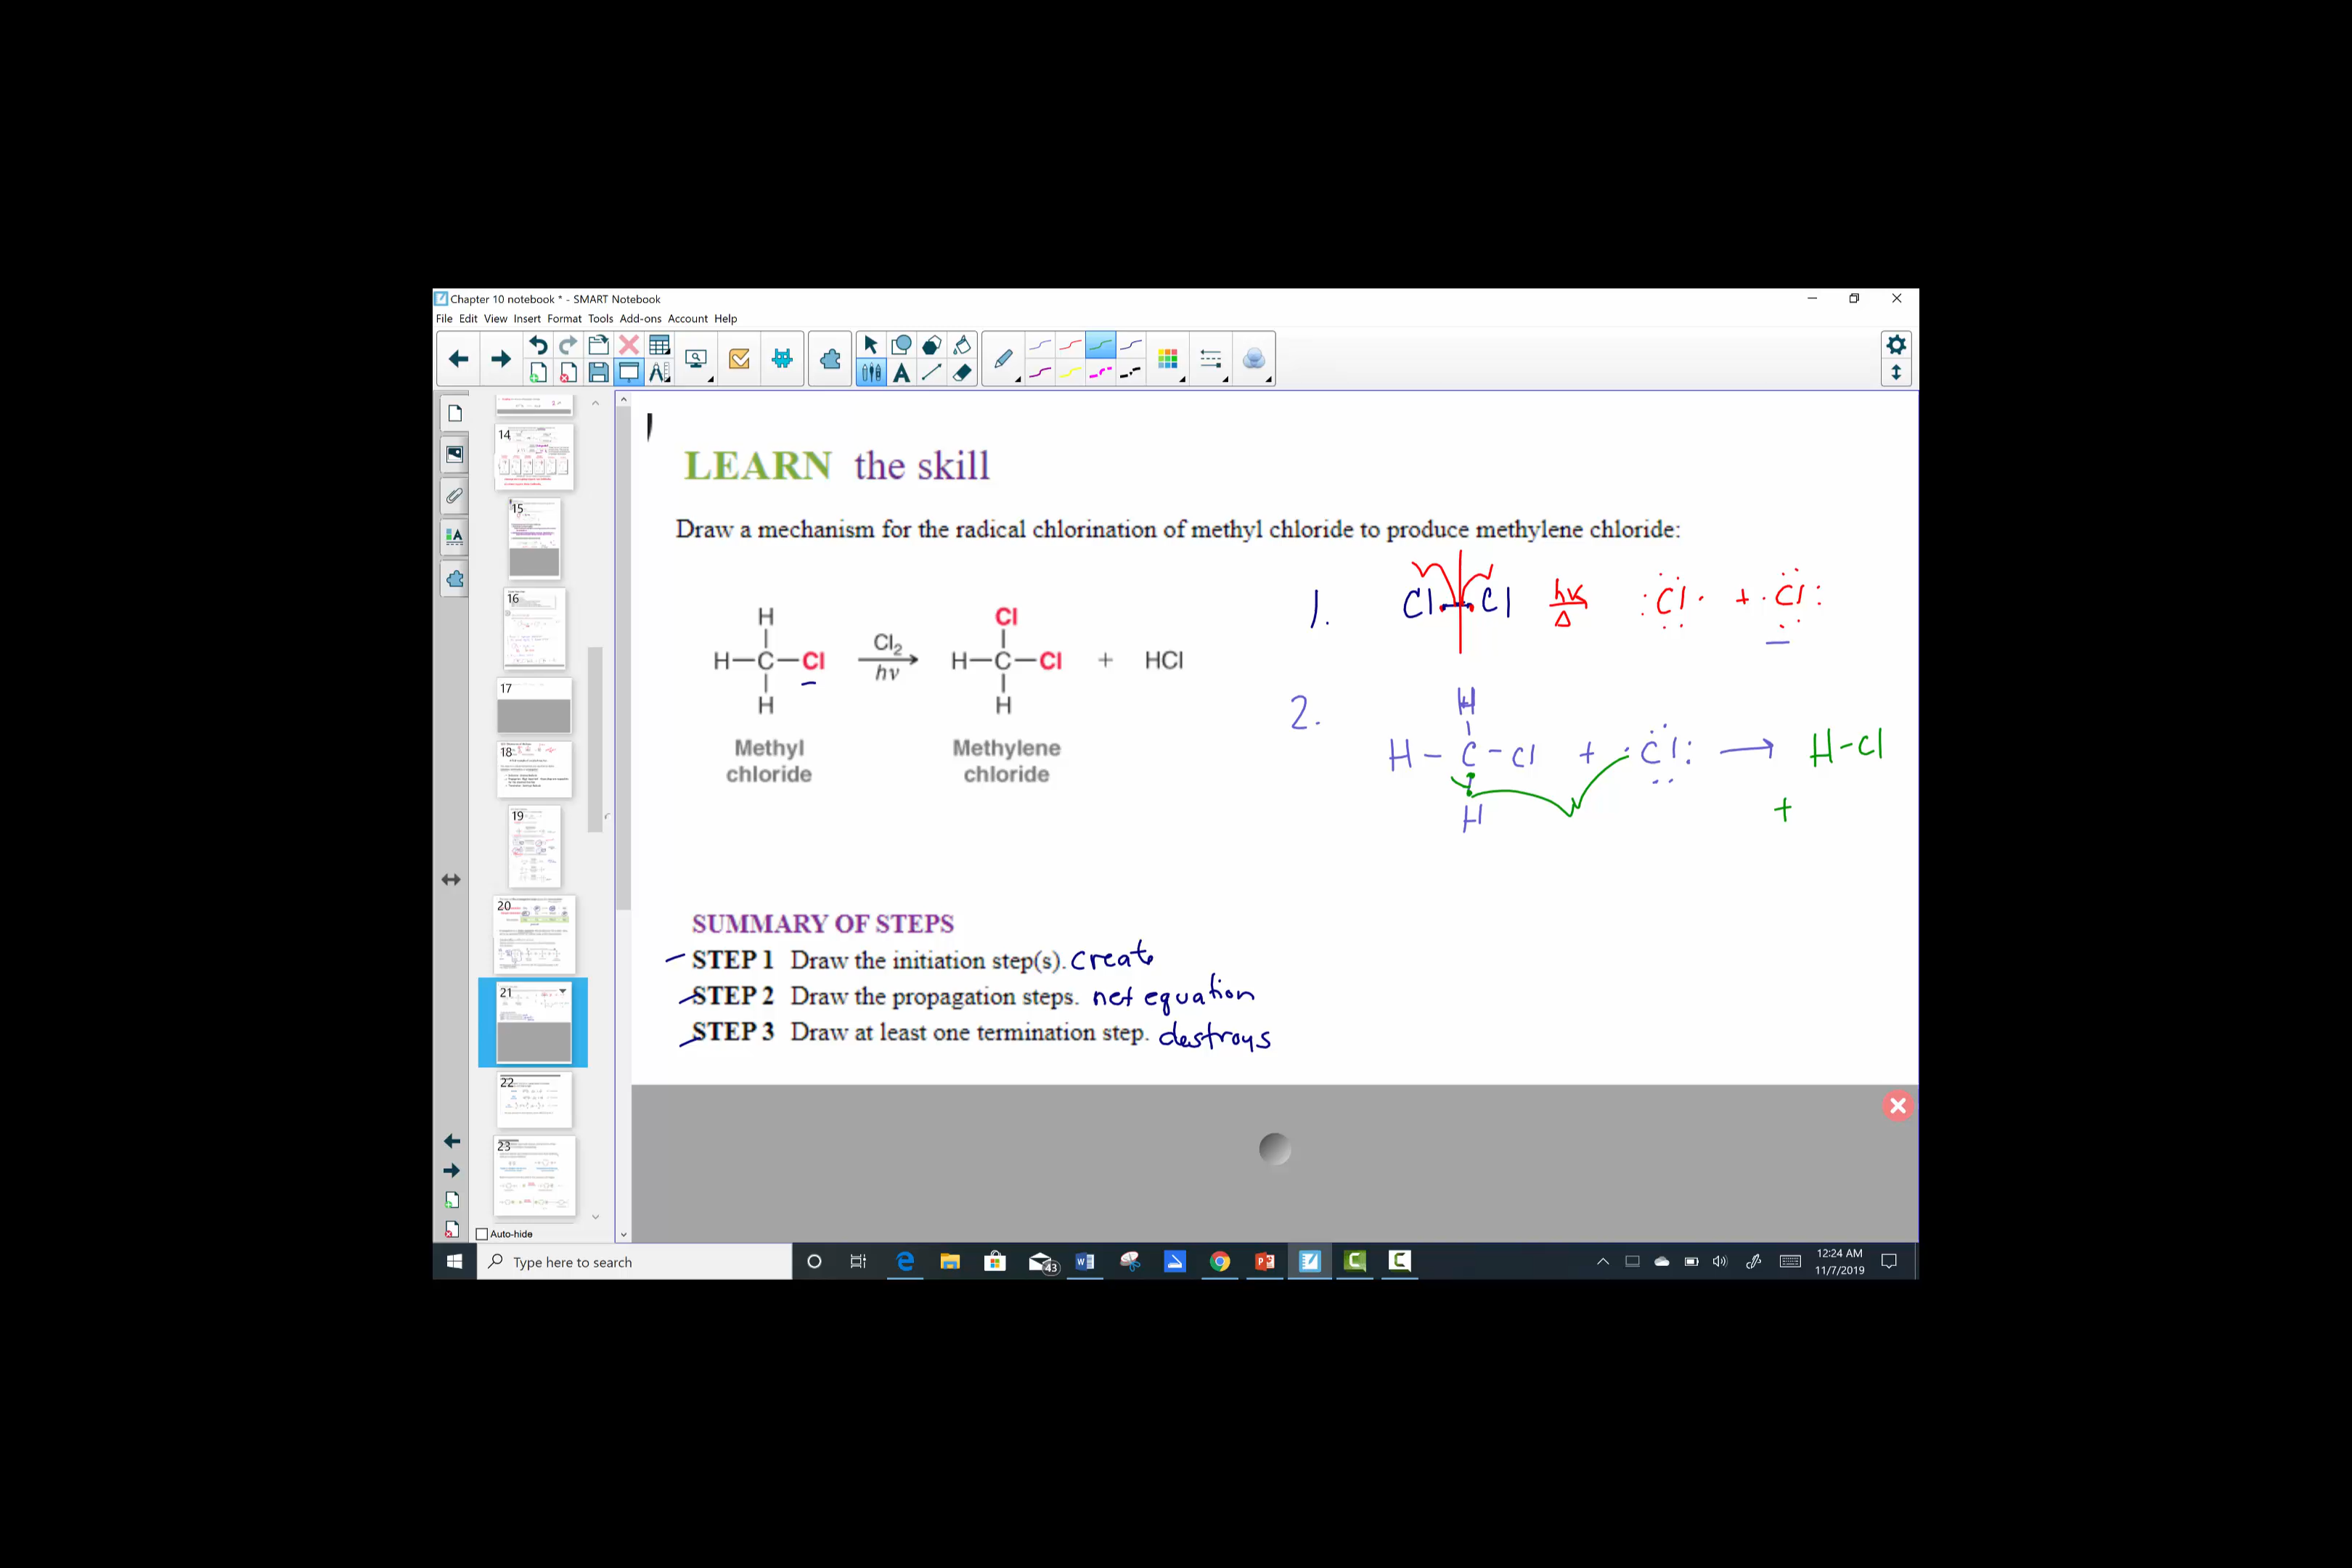 Chapter 10 notebook * - SMART Notebook
File Edit View Insert Format Tools Add-ons Account Help
14
15
16
17
18
19
20
21
22
23
Auto-hide
LEARN the skill
Draw a mechanism for the radical chlorination of methyl chloride to produce methylene chloride:
H
H—C—Cl
H
Methyl
chloride
Cl₂
hν
Cl
H—C—Cl
H
Methylene
chloride
+ HCl
1. Cl—Cl hν
Δ
:Cl· + ·Cl:
2. H
H – C – Cl + ·Cl: → H-Cl
H
+
SUMMARY OF STEPS
STEP 1 Draw the initiation step(s). create
STEP 2 Draw the propagation steps. net equation
STEP 3 Draw at least one termination step. destroys
Type here to search
43
12:24 AM
11/7/2019